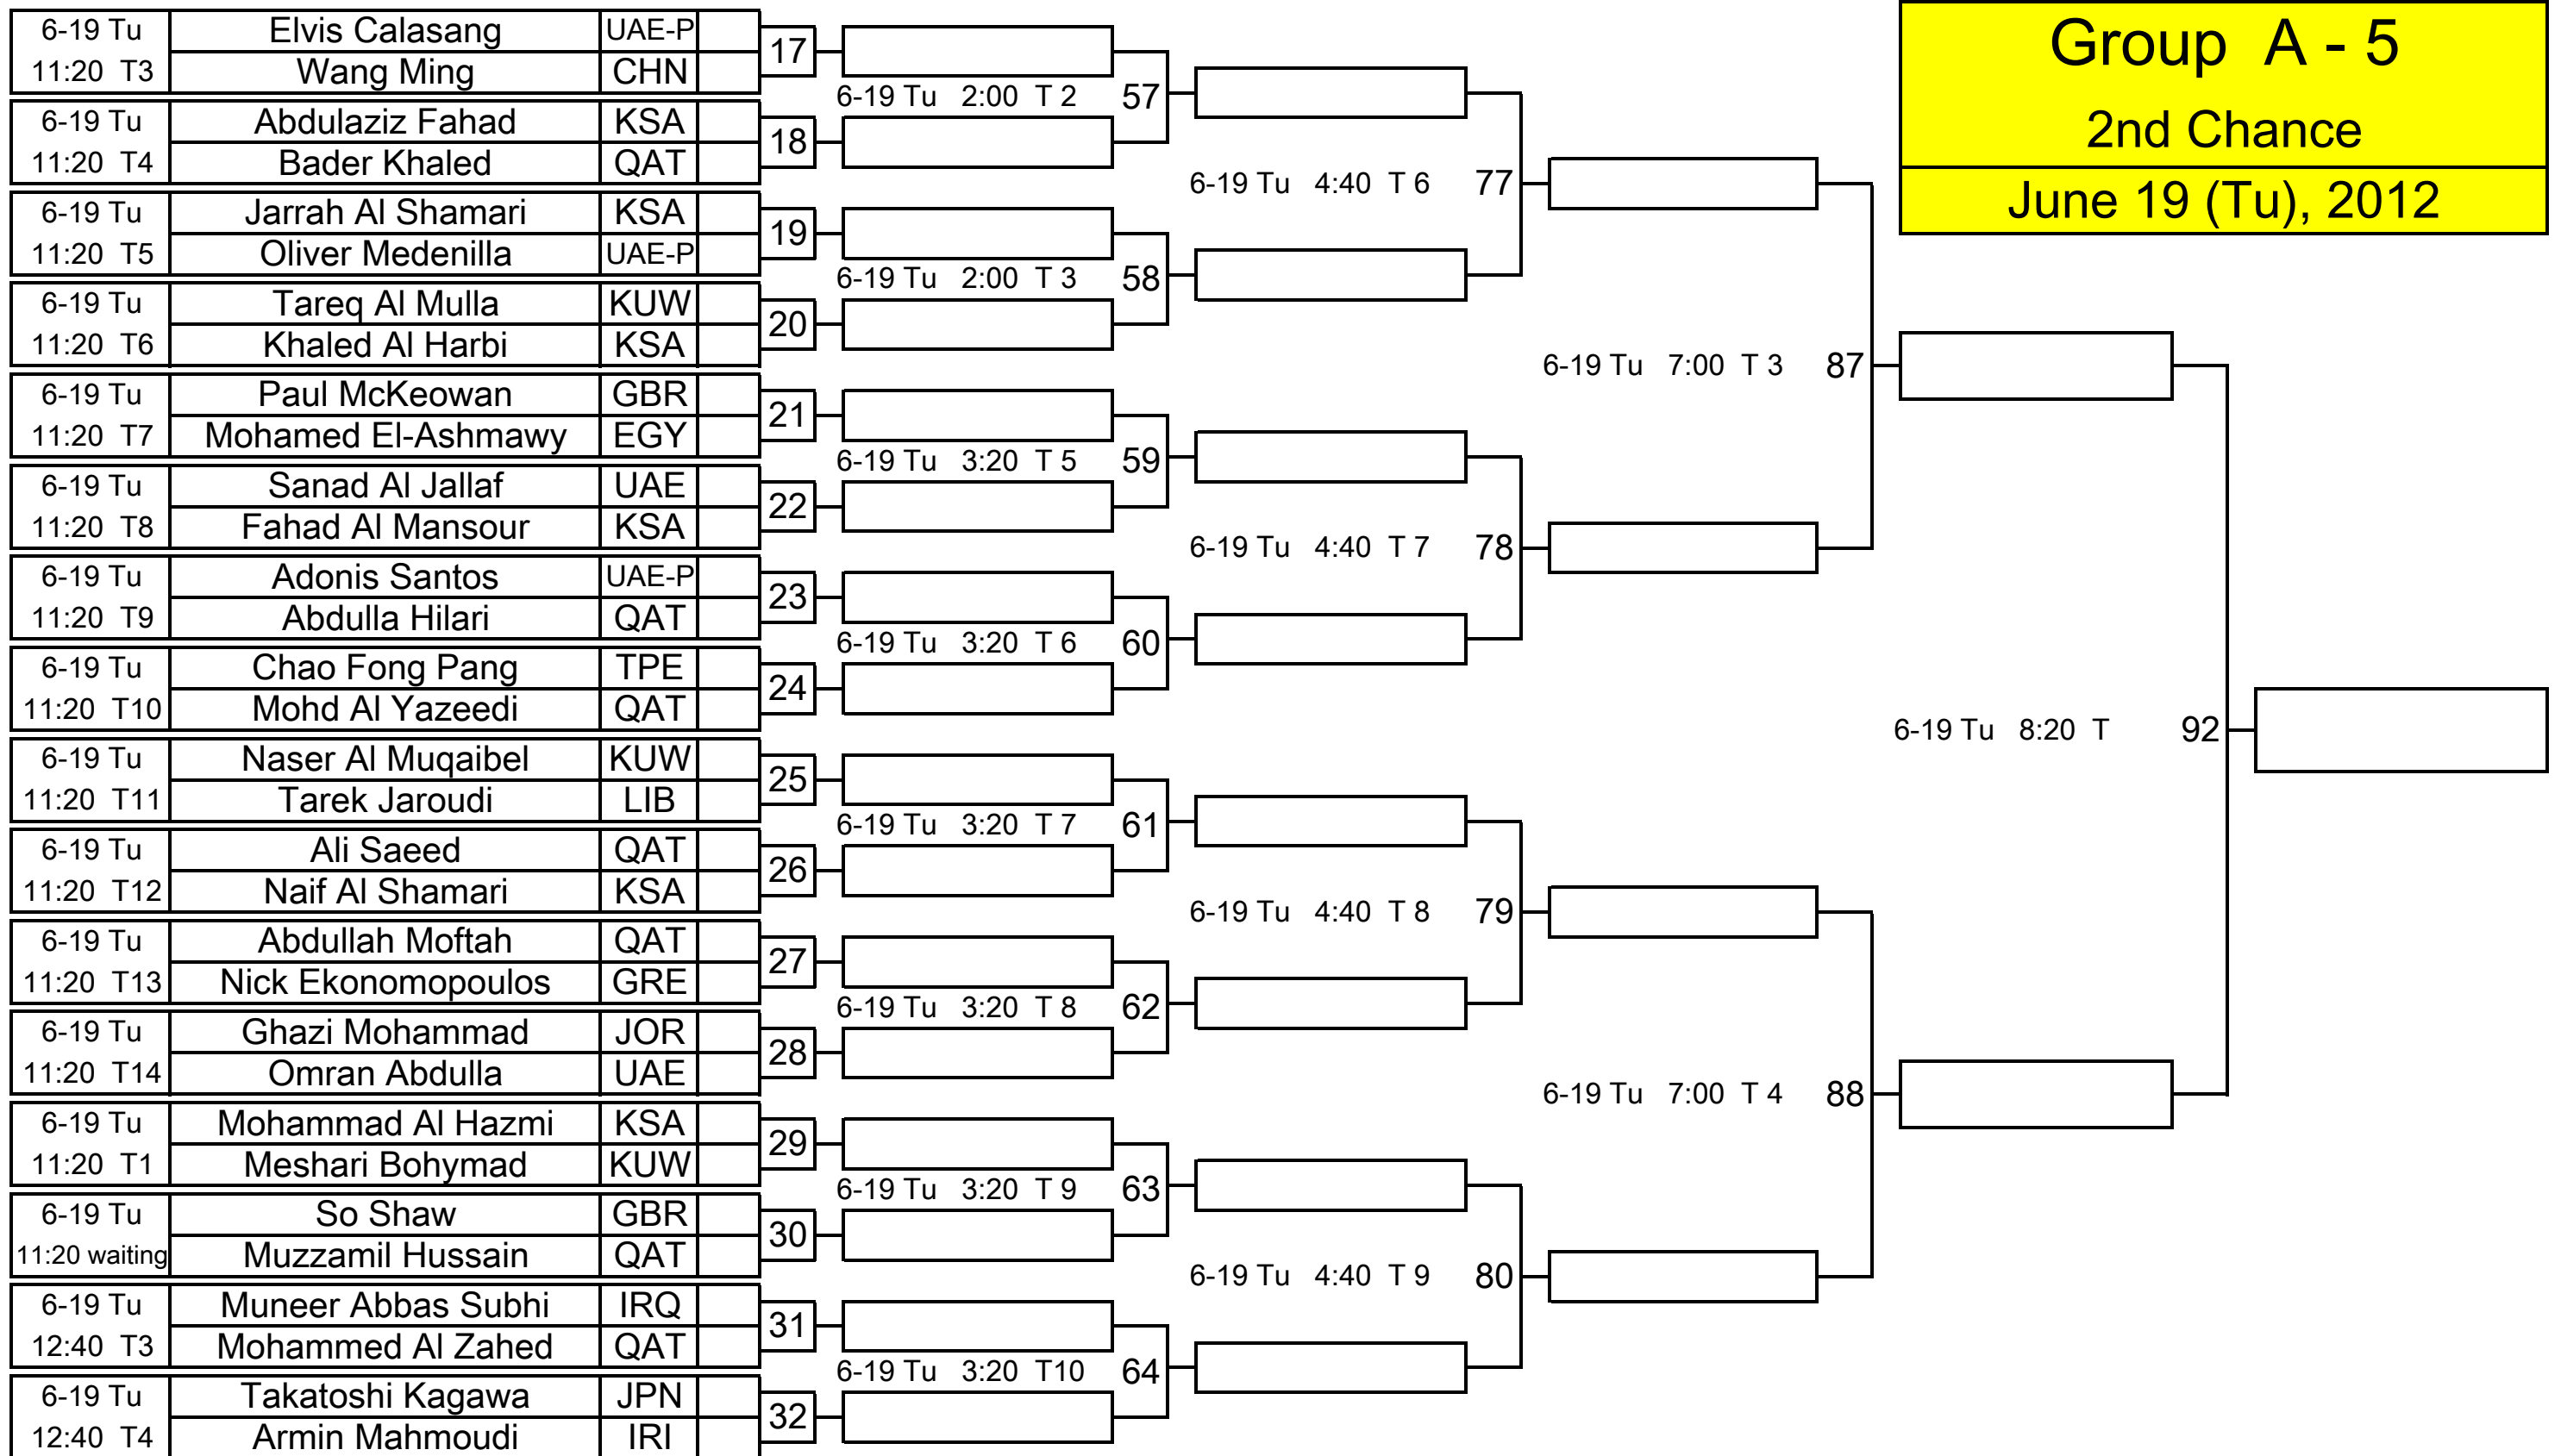 Group A - 5
2nd Chance
June 19 (Tu), 2012
6-19 Tu Elvis Calasang UAE-P
11:20 T3 Wang Ming CHN
17
6-19 Tu 2:00 T 2 57
6-19 Tu Abdulaziz Fahad KSA
11:20 T4 Bader Khaled QAT
18
6-19 Tu 4:40 T 6 77
6-19 Tu Jarrah Al Shamari KSA
11:20 T5 Oliver Medenilla UAE-P
19
6-19 Tu 2:00 T 3 58
6-19 Tu Tareq Al Mulla KUW
11:20 T6 Khaled Al Harbi KSA
20
6-19 Tu 7:00 T 3 87
6-19 Tu Paul McKeowan GBR
11:20 T7 Mohamed El-Ashmawy EGY
21
6-19 Tu 3:20 T 5 59
6-19 Tu Sanad Al Jallaf UAE
11:20 T8 Fahad Al Mansour KSA
22
6-19 Tu 4:40 T 7 78
6-19 Tu Adonis Santos UAE-P
11:20 T9 Abdulla Hilari QAT
23
6-19 Tu 3:20 T 6 60
6-19 Tu Chao Fong Pang TPE
11:20 T10 Mohd Al Yazeedi QAT
24
6-19 Tu 8:20 T 92
6-19 Tu Naser Al Muqaibel KUW
11:20 T11 Tarek Jaroudi LIB
25
6-19 Tu 3:20 T 7 61
6-19 Tu Ali Saeed QAT
11:20 T12 Naif Al Shamari KSA
26
6-19 Tu 4:40 T 8 79
6-19 Tu Abdullah Moftah QAT
11:20 T13 Nick Ekonomopoulos GRE
27
6-19 Tu 3:20 T 8 62
6-19 Tu Ghazi Mohammad JOR
11:20 T14 Omran Abdulla UAE
28
6-19 Tu 7:00 T 4 88
6-19 Tu Mohammad Al Hazmi KSA
11:20 T1 Meshari Bohymad KUW
29
6-19 Tu 3:20 T 9 63
6-19 Tu So Shaw GBR
11:20 waiting Muzzamil Hussain QAT
30
6-19 Tu 4:40 T 9 80
6-19 Tu Muneer Abbas Subhi IRQ
12:40 T3 Mohammed Al Zahed QAT
31
6-19 Tu 3:20 T10 64
6-19 Tu Takatoshi Kagawa JPN
12:40 T4 Armin Mahmoudi IRI
32